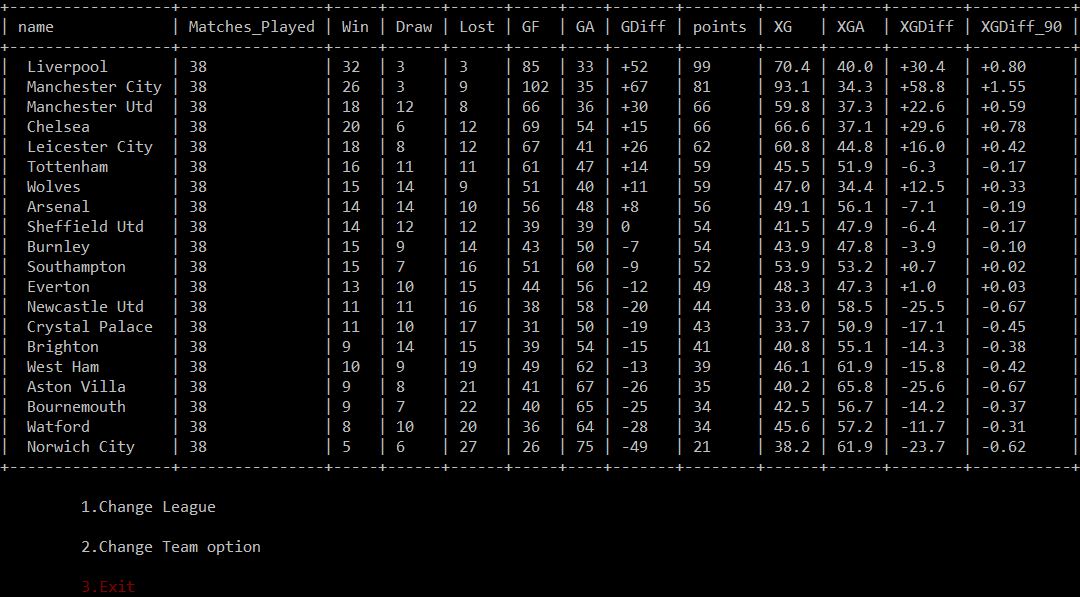 +------------------+----------------+-----+------+------+-----+----+-------+--------+------+------+--------+-----------+
| name             | Matches_Played | Win | Draw | Lost | GF  | GA | GDiff | points | XG   | XGA  | XGDiff | XGDiff_90 |
+------------------+----------------+-----+------+------+-----+----+-------+--------+------+------+--------+-----------+
|  Liverpool       | 38             | 32  | 3    | 3    | 85  | 33 | +52   | 99     | 70.4 | 40.0 | +30.4  | +0.80     |
|  Manchester City | 38             | 26  | 3    | 9    | 102 | 35 | +67   | 81     | 93.1 | 34.3 | +58.8  | +1.55     |
|  Manchester Utd  | 38             | 18  | 12   | 8    | 66  | 36 | +30   | 66     | 59.8 | 37.3 | +22.6  | +0.59     |
|  Chelsea         | 38             | 20  | 6    | 12   | 69  | 54 | +15   | 66     | 66.6 | 37.1 | +29.6  | +0.78     |
|  Leicester City  | 38             | 18  | 8    | 12   | 67  | 41 | +26   | 62     | 60.8 | 44.8 | +16.0  | +0.42     |
|  Tottenham       | 38             | 16  | 11   | 11   | 61  | 47 | +14   | 59     | 45.5 | 51.9 | -6.3   | -0.17     |
|  Wolves          | 38             | 15  | 14   | 9    | 51  | 40 | +11   | 59     | 47.0 | 34.4 | +12.5  | +0.33     |
|  Arsenal         | 38             | 14  | 14   | 10   | 56  | 48 | +8    | 56     | 49.1 | 56.1 | -7.1   | -0.19     |
|  Sheffield Utd   | 38             | 14  | 12   | 12   | 39  | 39 | 0     | 54     | 41.5 | 47.9 | -6.4   | -0.17     |
|  Burnley         | 38             | 15  | 9    | 14   | 43  | 50 | -7    | 54     | 43.9 | 47.8 | -3.9   | -0.10     |
|  Southampton     | 38             | 15  | 7    | 16   | 51  | 60 | -9    | 52     | 53.9 | 53.2 | +0.7   | +0.02     |
|  Everton         | 38             | 13  | 10   | 15   | 44  | 56 | -12   | 49     | 48.3 | 47.3 | +1.0   | +0.03     |
|  Newcastle Utd   | 38             | 11  | 11   | 16   | 38  | 58 | -20   | 44     | 33.0 | 58.5 | -25.5  | -0.67     |
|  Crystal Palace  | 38             | 11  | 10   | 17   | 31  | 50 | -19   | 43     | 33.7 | 50.9 | -17.1  | -0.45     |
|  Brighton        | 38             | 9   | 14   | 15   | 39  | 54 | -15   | 41     | 40.8 | 55.1 | -14.3  | -0.38     |
|  West Ham        | 38             | 10  | 9    | 19   | 49  | 62 | -13   | 39     | 46.1 | 61.9 | -15.8  | -0.42     |
|  Aston Villa     | 38             | 9   | 8    | 21   | 41  | 67 | -26   | 35     | 40.2 | 65.8 | -25.6  | -0.67     |
|  Bournemouth     | 38             | 9   | 7    | 22   | 40  | 65 | -25   | 34     | 42.5 | 56.7 | -14.2  | -0.37     |
|  Watford         | 38             | 8   | 10   | 20   | 36  | 64 | -28   | 34     | 45.6 | 57.2 | -11.7  | -0.31     |
|  Norwich City    | 38             | 5   | 6    | 27   | 26  | 75 | -49   | 21     | 38.2 | 61.9 | -23.7  | -0.62     |
+------------------+----------------+-----+------+------+-----+----+-------+--------+------+------+--------+-----------+
1.Change League
2.Change Team option
3.Exit